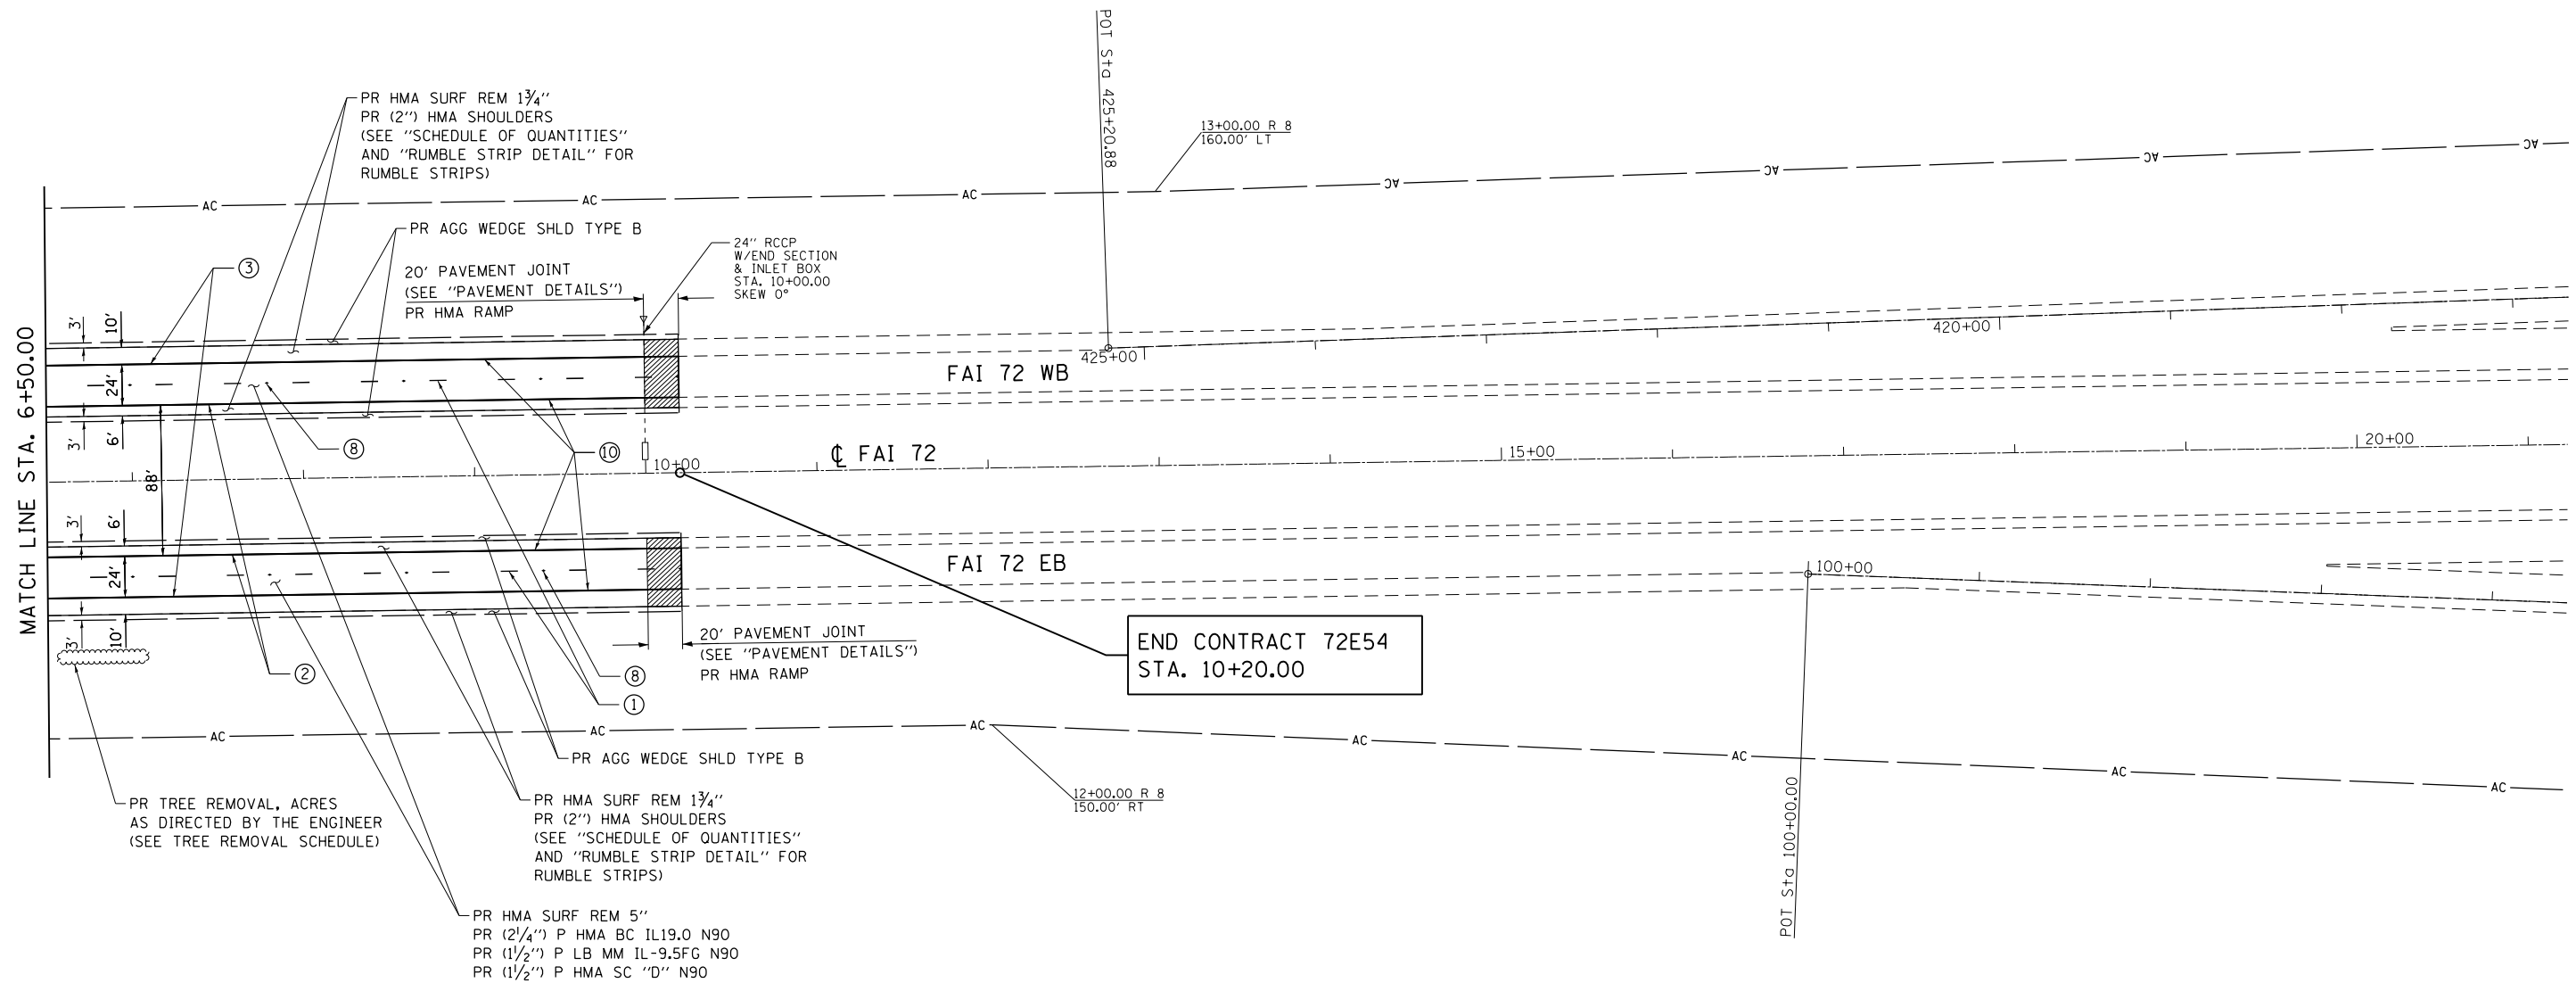 POT Sta 425+20.88
PR HMA SURF REM 1¾"
PR (2") HMA SHOULDERS
(SEE "SCHEDULE OF QUANTITIES"
AND "RUMBLE STRIP DETAIL" FOR
RUMBLE STRIPS)
13+00.00 R 8
160.00' LT
AC
AC
AC
AC
AC
AC
AC
PR AGG WEDGE SHLD TYPE B
24" RCCP
W/END SECTION
& INLET BOX
STA. 10+00.00
SKEW 0°
3
20' PAVEMENT JOINT
(SEE "PAVEMENT DETAILS")
PR HMA RAMP
MATCH LINE STA. 6+50.00
3'
10'
24'
3'
6'
420+00
425+00
FAI 72 WB
8
10
88'
10+00
℄ FAI 72
15+00
20+00
3'
6'
24'
3'
10'
FAI 72 EB
100+00
20' PAVEMENT JOINT
(SEE "PAVEMENT DETAILS")
PR HMA RAMP
END CONTRACT 72E54
STA. 10+20.00
2
8
1
AC
AC
AC
AC
AC
AC
AC
PR AGG WEDGE SHLD TYPE B
PR TREE REMOVAL, ACRES
AS DIRECTED BY THE ENGINEER
(SEE TREE REMOVAL SCHEDULE)
PR HMA SURF REM 1¾"
PR (2") HMA SHOULDERS
(SEE "SCHEDULE OF QUANTITIES"
AND "RUMBLE STRIP DETAIL" FOR
RUMBLE STRIPS)
12+00.00 R 8
150.00' RT
POT Sta 100+00.00
PR HMA SURF REM 5"
PR (2¼") P HMA BC IL19.0 N90
PR (1½") P LB MM IL-9.5FG N90
PR (1½") P HMA SC "D" N90